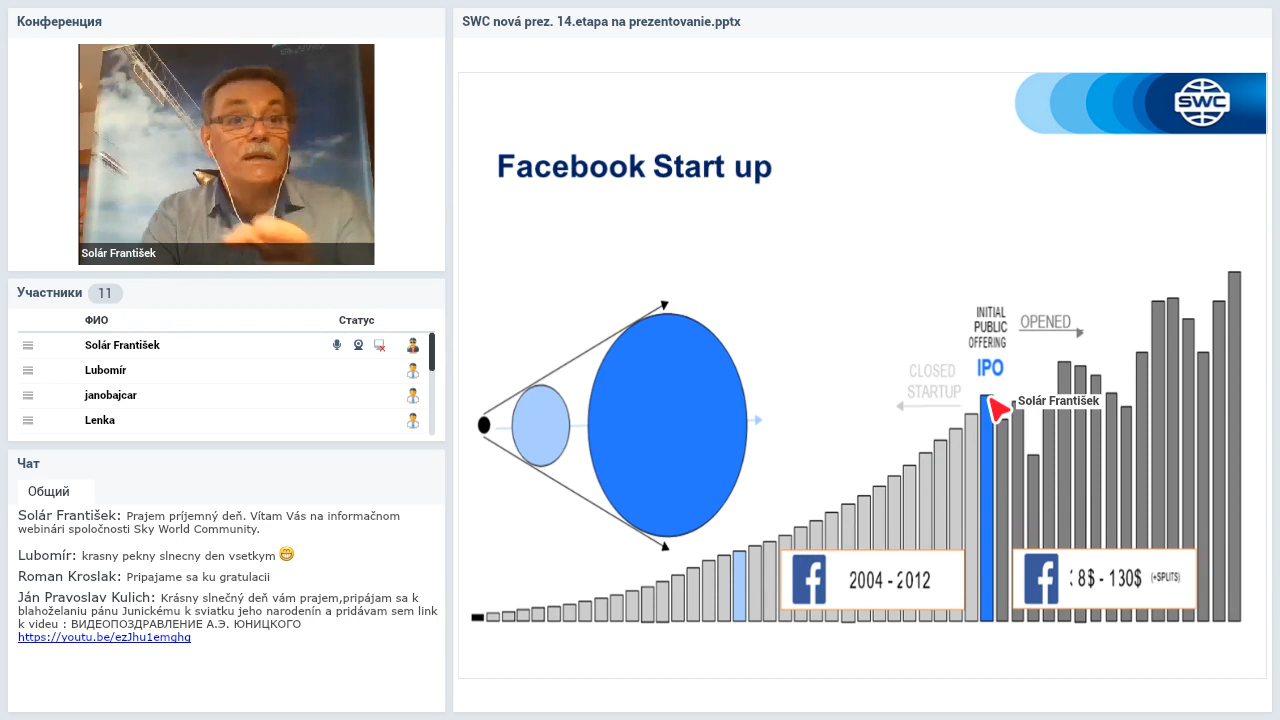 Конференция
Solár František
Участники 11
ФИО Статус
Solár František
Lubomír
janobajcar
Lenka
Чат
Общий
Solár František: Prajem príjemný deň. Vítam Vás na informačnom
webinári spoločnosti Sky World Community.
Lubomír: krasny pekny slnecny den vsetkym
Roman Kroslak: Pripajame sa ku gratulacii
Ján Pravoslav Kulich: Krásny slnečný deň vám prajem,pripájam sa k
blahoželaniu pánu Junickému k sviatku jeho narodenín a pridávam sem link
k videu : ВИДЕОПОЗДРАВЛЕНИЕ А.Э. ЮНИЦКОГО
https://youtu.be/ezJhu1emghg
SWC nová prez. 14.etapa na prezentovanie.pptx
SWC
Facebook Start up
INITIAL
PUBLIC
OFFERING
IPO
OPENED
CLOSED
STARTUP
Solár František
2004 - 2012
8$ - 130$ (+SPLITS)